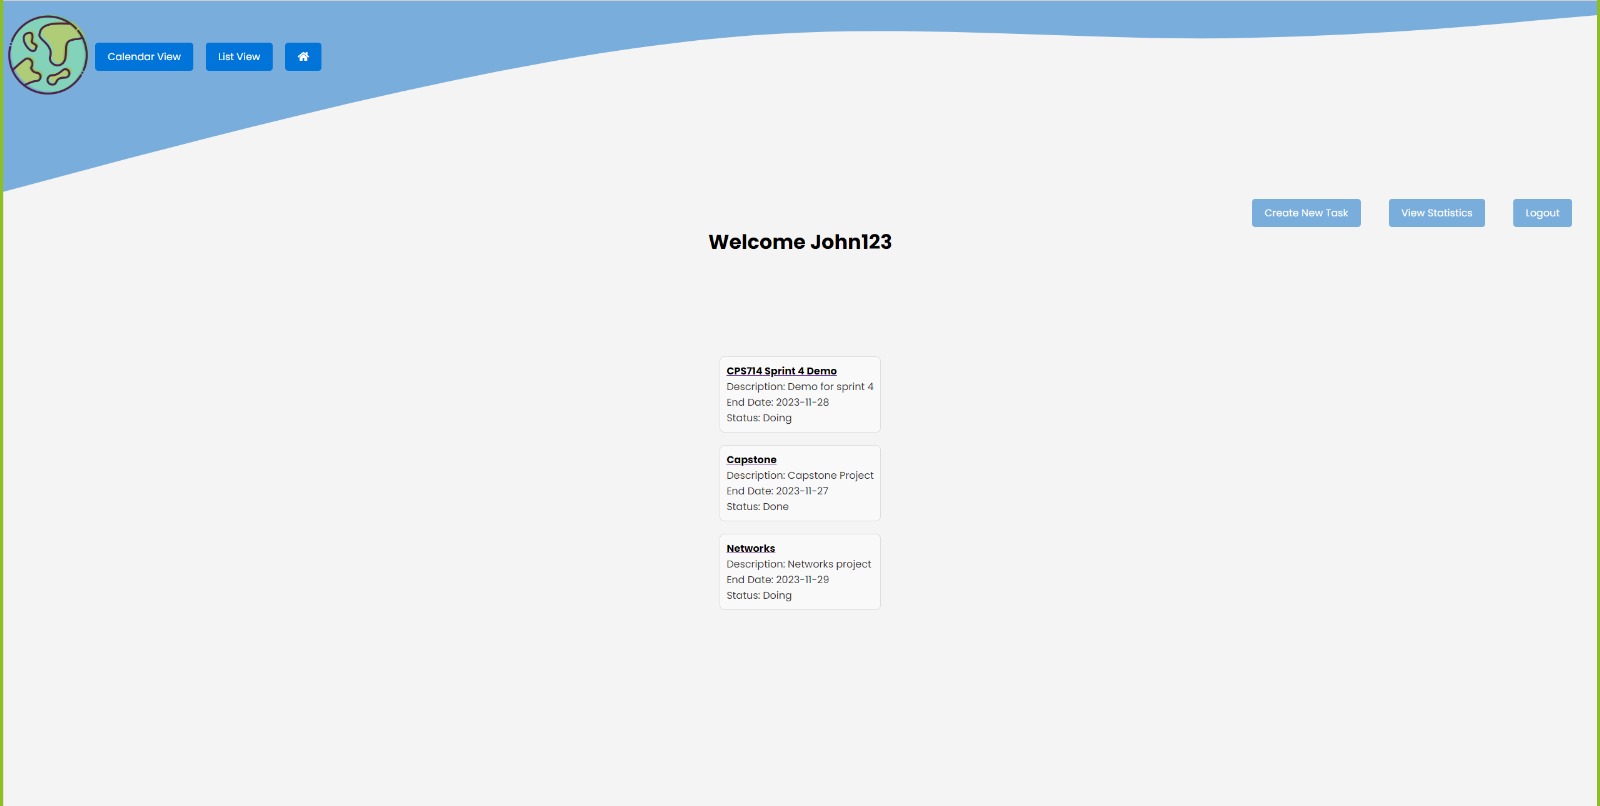 Calendar View
List View
Create New Task
View Statistics
Logout
Welcome John123
CPS714 Sprint 4 Demo
Description: Demo for sprint 4
End Date: 2023-11-28
Status: Doing
Capstone
Description: Capstone Project
End Date: 2023-11-27
Status: Done
Networks
Description: Networks project
End Date: 2023-11-29
Status: Doing